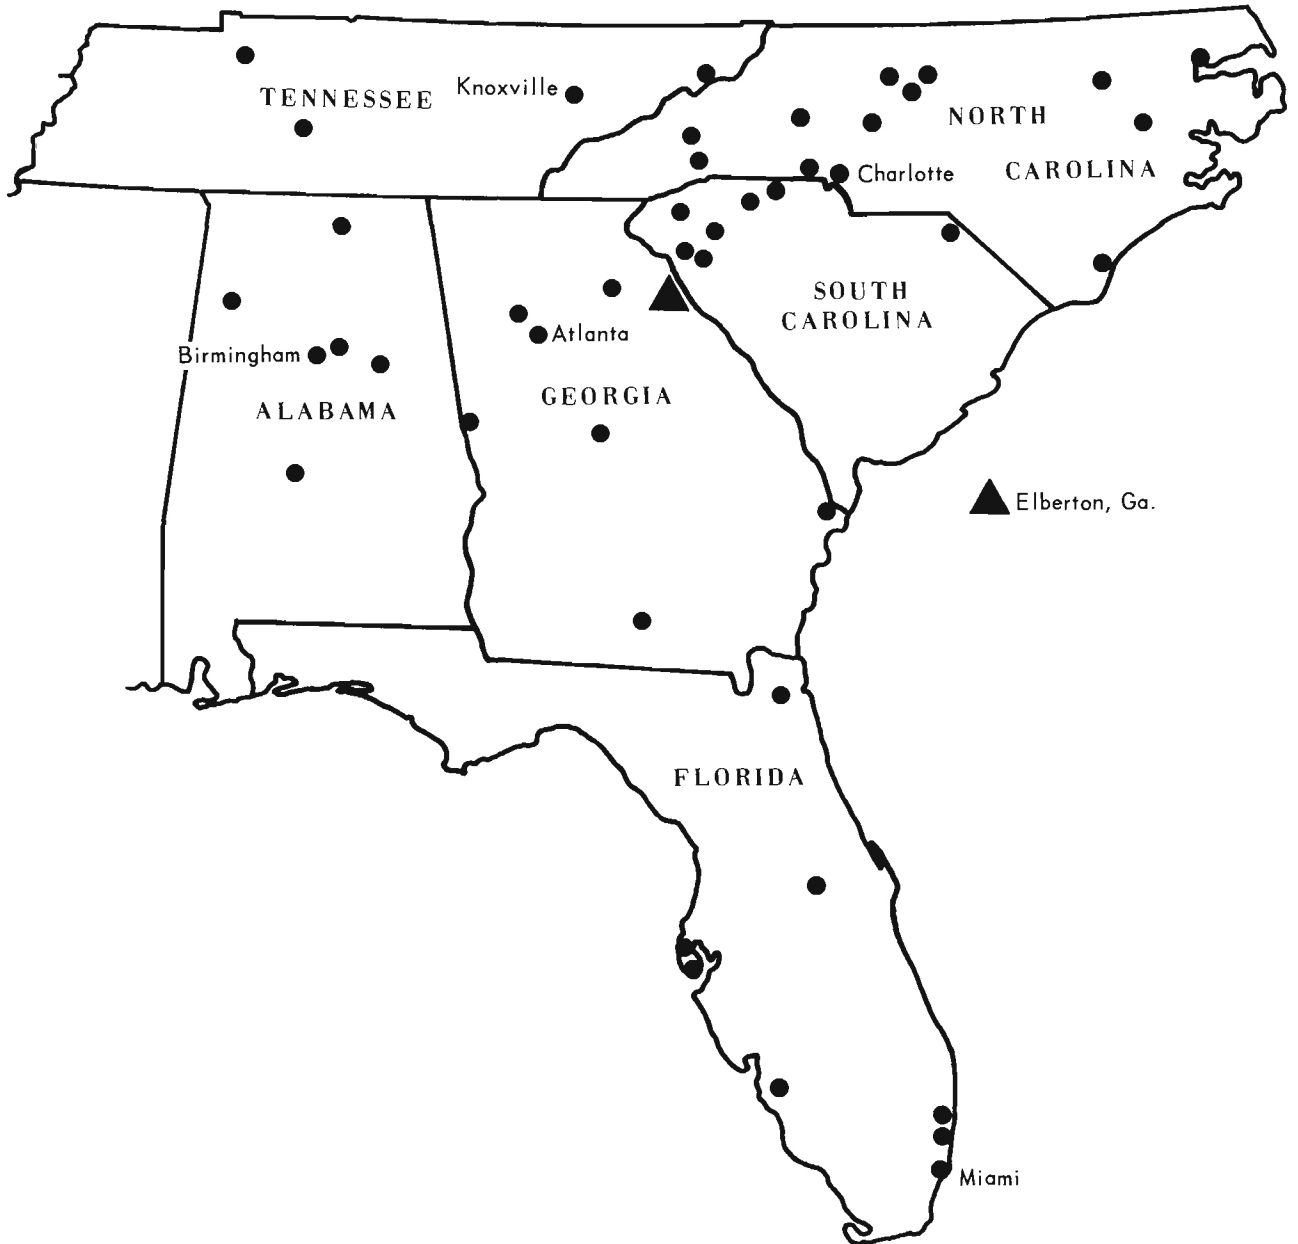 Knoxville
TENNESSEE
NORTH
CAROLINA
Charlotte
SOUTH
CAROLINA
Atlanta
Birmingham
GEORGIA
ALABAMA
Elberton, Ga.
FLORIDA
Miami